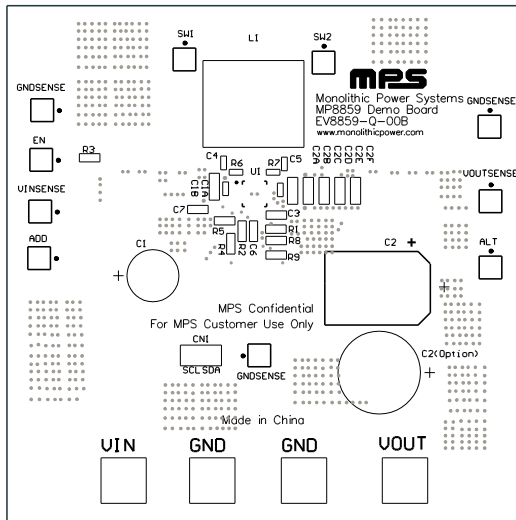 SW1
L1
SW2
MPS
Monolithic Power Systems
MP8859 Demo Board
EV8859-Q-00B
www.monolithicpower.com
GNDSENSE
GNDSENSE
EN
R3
C4
R6
U1
R7
C5
C2A
C2B
C2C
C2D
C2E
C2F
C1B
C1A
VINSENSE
VOUTSENSE
C7
C3
R5
R1
R8
R4
R2
C6
R9
ADD
C1
C2
+
ALT
+
+
MPS Confidential
For MPS Customer Use Only
CN1
SCLSDA
GNDSENSE
C2(Option)
+
Made in China
VIN
GND
GND
VOUT